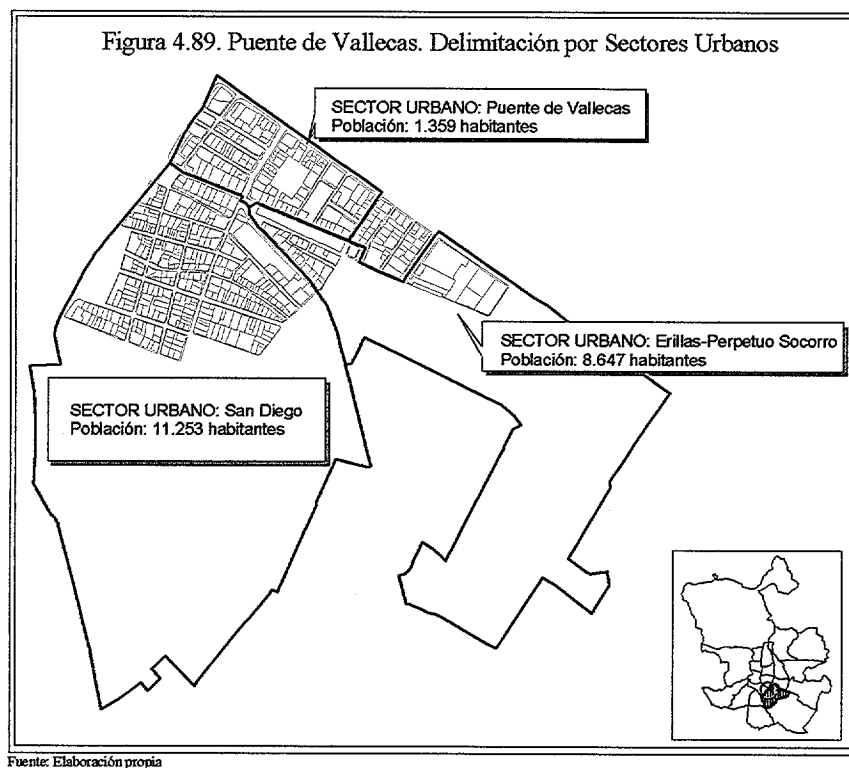 Figura 4.89. Puente de Vallecas. Delimitación por Sectores Urbanos
SECTOR URBANO: Puente de Vallecas
Población: 1.359 habitantes
SECTOR URBANO: Erillas-Perpetuo Socorro
Población: 8.647 habitantes
SECTOR URBANO: San Diego
Población: 11.253 habitantes
Fuente: Elaboración propia